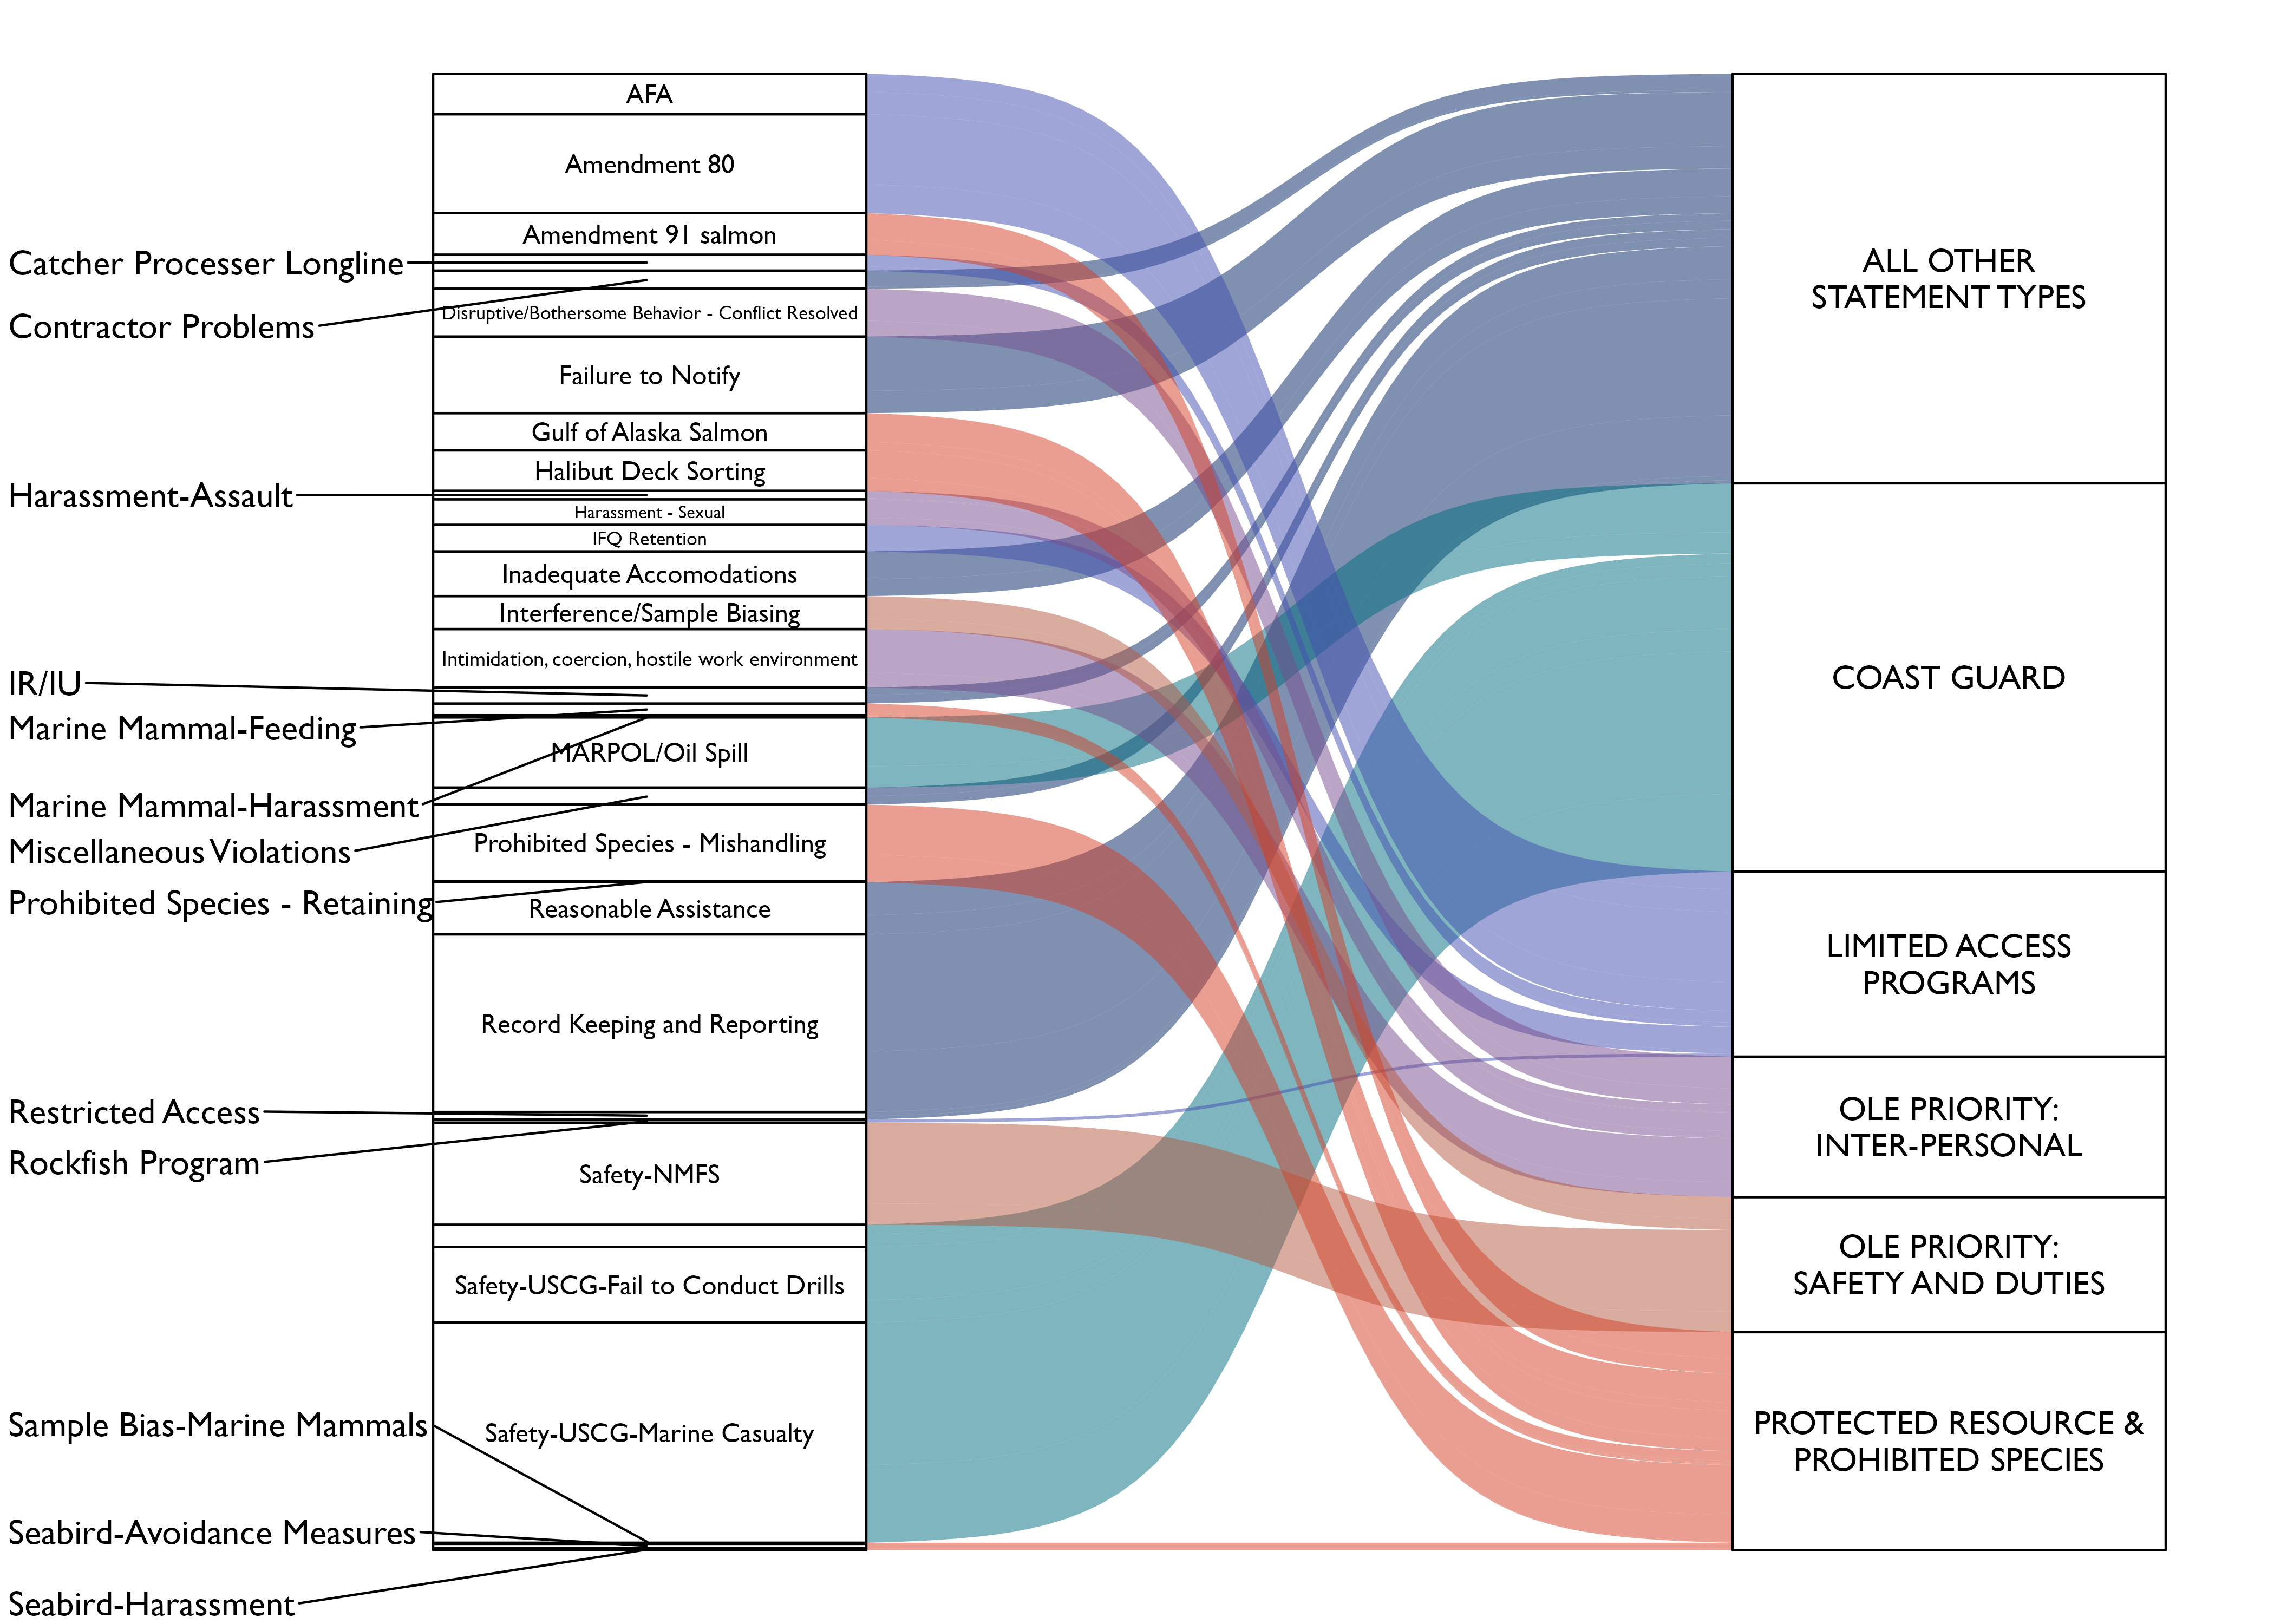 AFA
Amendment 80
Amendment 91 salmon
Catcher Processer Longline
Contractor Problems
Disruptive/Bothersome Behavior - Conflict Resolved
Failure to Notify
Gulf of Alaska Salmon
Halibut Deck Sorting
Harassment-Assault
Harassment - Sexual
IFQ Retention
Inadequate Accomodations
Interference/Sample Biasing
Intimidation, coercion, hostile work environment
IR/IU
Marine Mammal-Feeding
Marine Mammal-Harassment
MARPOL/Oil Spill
Miscellaneous Violations
Prohibited Species - Mishandling
Prohibited Species - Retaining
Reasonable Assistance
Record Keeping and Reporting
Restricted Access
Rockfish Program
Safety-NMFS
Safety-USCG-Fail to Conduct Drills
Safety-USCG-Marine Casualty
Sample Bias-Marine Mammals
Seabird-Avoidance Measures
Seabird-Harassment
ALL OTHER
STATEMENT TYPES
COAST GUARD
LIMITED ACCESS
PROGRAMS
OLE PRIORITY:
INTER-PERSONAL
OLE PRIORITY:
SAFETY AND DUTIES
PROTECTED RESOURCE &
PROHIBITED SPECIES